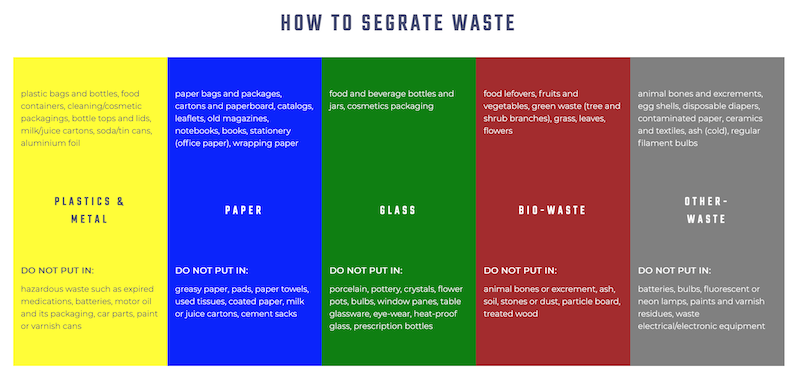 HOW TO SEGRATE WASTE
plastic bags and bottles, food
containers, cleaning/cosmetic
packagings, bottle tops and lids,
milk/juice cartons, soda/tin cans,
aluminium foil
PLASTICS &
METAL
DO NOT PUT IN:
hazardous waste such as expired
medications, batteries, motor oil
and its packaging, car parts, paint
or varnish cans
paper bags and packages,
cartons and paperboard, catalogs,
leaflets, old magazines,
notebooks, books, stationery
(office paper), wrapping paper
PAPER
DO NOT PUT IN:
greasy paper, pads, paper towels,
used tissues, coated paper, milk
or juice cartons, cement sacks
food and beverage bottles and
jars, cosmetics packaging
GLASS
DO NOT PUT IN:
porcelain, pottery, crystals, flower
pots, bulbs, window panes, table
glassware, eye-wear, heat-proof
glass, prescription bottles
food lefovers, fruits and
vegetables, green waste (tree and
shrub branches), grass, leaves,
flowers
BIO-WASTE
DO NOT PUT IN:
animal bones or excrement, ash,
soil, stones or dust, particle board,
treated wood
animal bones and excrements,
egg shells, disposable diapers,
contaminated paper, ceramics
and textiles, ash (cold), regular
filament bulbs
OTHER-
WASTE
DO NOT PUT IN:
batteries, bulbs, fluorescent or
neon lamps, paints and varnish
residues, waste
electrical/electronic equipment